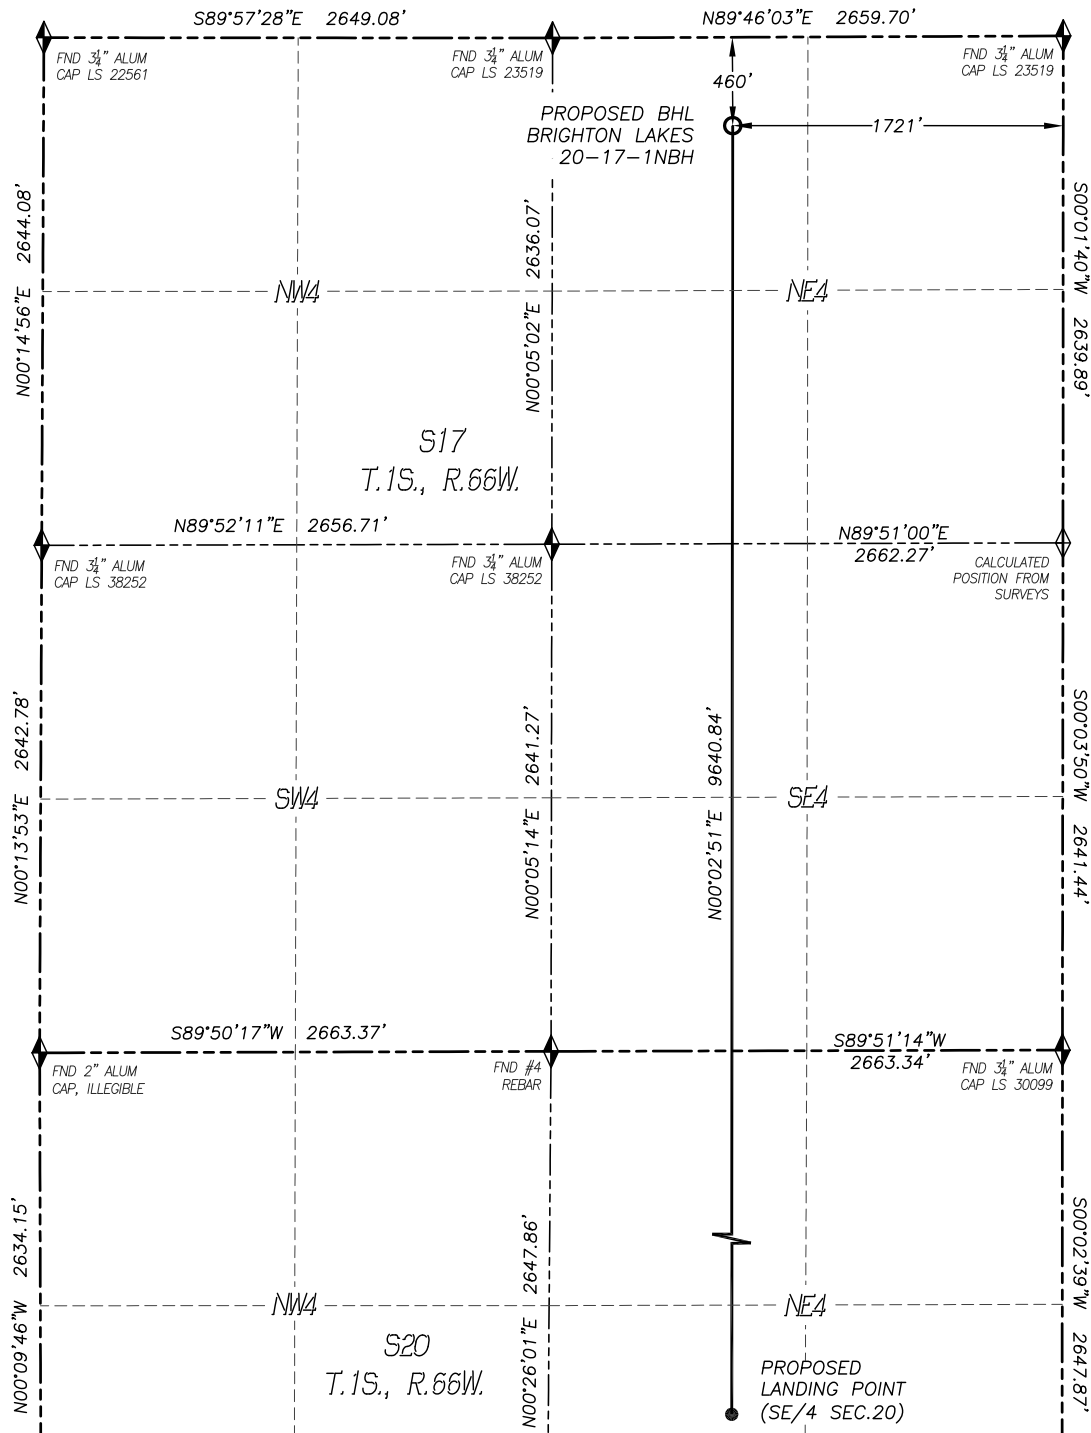 S89°57'28"E 2649.08'
N89°46'03"E 2659.70'
FND 3¼" ALUM
CAP LS 22561
FND 3¼" ALUM
CAP LS 23519
FND 3¼" ALUM
CAP LS 23519
460'
PROPOSED BHL
BRIGHTON LAKES
20-17-1NBH
1721'
N00°14'56"E 2644.08'
N00°05'02"E 2636.07'
S00°01'40"W 2639.89'
NW4
NE4
S17
T.1S., R.66W.
N89°52'11"E 2656.71'
N89°51'00"E
2662.27'
FND 3¼" ALUM
CAP LS 38252
FND 3¼" ALUM
CAP LS 38252
CALCULATED
POSITION FROM
SURVEYS
N00°13'53"E 2642.78'
N00°05'14"E 2641.27'
N00°02'51"E 9640.84'
S00°03'50"W 2641.44'
SW4
SE4
S89°50'17"W 2663.37'
S89°51'14"W
2663.34'
FND 2" ALUM
CAP, ILLEGIBLE
FND #4
REBAR
FND 3¼" ALUM
CAP LS 30099
N00°09'46"W 2634.15'
N00°26'01"E 2647.86'
S00°02'39"W 2647.87'
NW4
NE4
S20
T.1S., R.66W.
PROPOSED
LANDING POINT
(SE/4 SEC.20)